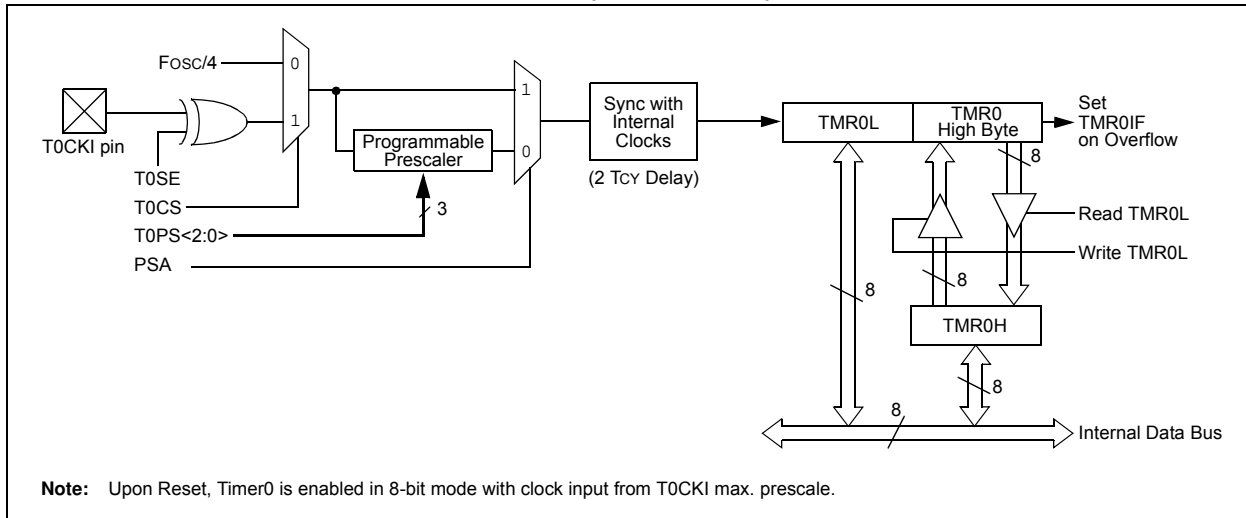 FOSC/4
0
1
T0CKI pin
T0SE
T0CS
T0PS<2:0>
PSA
Programmable
Prescaler
3
1
0
Sync with
Internal
Clocks
(2 TCY Delay)
TMR0L
TMR0
High Byte
Set
TMR0IF
on Overflow
8
Read TMR0L
Write TMR0L
8
8
TMR0H
8
8
Internal Data Bus
Note: Upon Reset, Timer0 is enabled in 8-bit mode with clock input from T0CKI max. prescale.